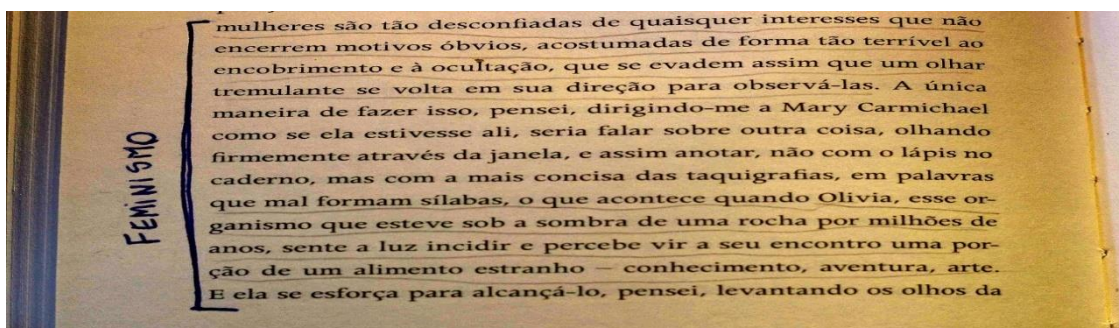 mulheres são tão desconfiadas de quaisquer interesses que não
encerrem motivos óbvios, acostumadas de forma tão terrível ao
encobrimento e à ocultação, que se evadem assim que um olhar
tremulante se volta em sua direção para observá-las. A única
maneira de fazer isso, pensei, dirigindo-me a Mary Carmichael
como se ela estivesse ali, seria falar sobre outra coisa, olhando
firmemente através da janela, e assim anotar, não com o lápis no
caderno, mas com a mais concisa das taquigrafias, em palavras
que mal formam sílabas, o que acontece quando Olivia, esse or-
ganismo que esteve sob a sombra de uma rocha por milhões de
anos, sente a luz incidir e percebe vir a seu encontro uma por-
ção de um alimento estranho – conhecimento, aventura, arte.
E ela se esforça para alcançá-lo, pensei, levantando os olhos da
FEMINISMO